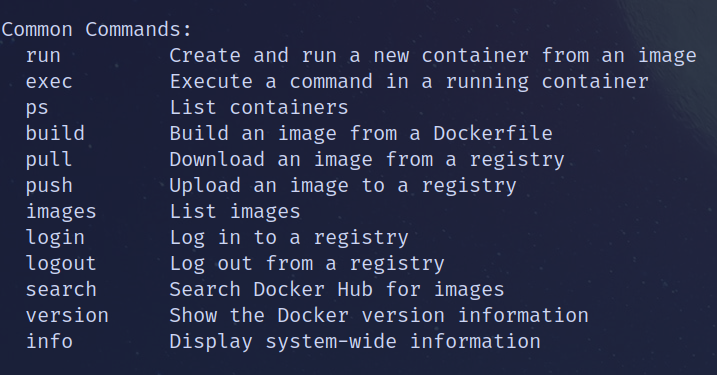 Common Commands:
  run         Create and run a new container from an image
  exec        Execute a command in a running container
  ps          List containers
  build       Build an image from a Dockerfile
  pull        Download an image from a registry
  push        Upload an image to a registry
  images      List images
  login       Log in to a registry
  logout      Log out from a registry
  search      Search Docker Hub for images
  version     Show the Docker version information
  info        Display system-wide information